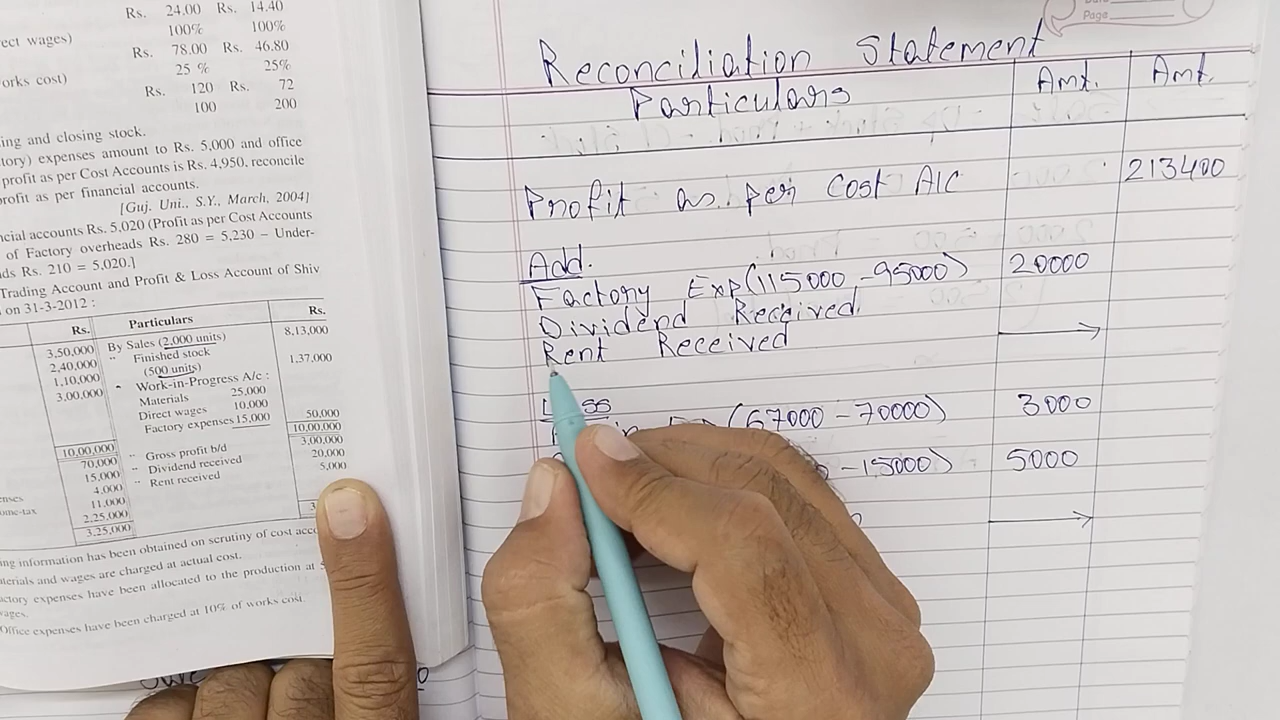 Rs. 24.00 Rs. 14.40
100% 100%
rect wages)
Rs. 78.00 Rs. 46.80
25 % 25%
orks cost)
Rs. 120 Rs. 72
100 200
ing and closing stock.
tory) expenses amount to Rs. 5,000 and office
profit as per Cost Accounts is Rs. 4,950, reconcile
rofit as per financial accounts.
[Guj. Uni., S.Y., March, 2004]
ncial accounts Rs. 5,020 (Profit as per Cost Accounts
of Factory overheads Rs. 280 = 5,230 – Under-
ds Rs. 210 = 5,020.]
Trading Account and Profit & Loss Account of Shiv
on 31-3-2012 :
Rs. Particulars Rs.
3,50,000 By Sales (2,000 units) 8,13,000
2,40,000 " Finished stock
1,10,000 (500 units) 1,37,000
3,00,000 " Work-in-Progress A/c :
Materials 25,000
Direct wages 10,000
Factory expenses 15,000 50,000
10,00,000 10,00,000
70,000 " Gross profit b/d 3,00,000
15,000 " Dividend received 20,000
4,000 " Rent received 5,000
enses 11,000
ome-tax 2,25,000
3,25,000 3
ing information has been obtained on scrutiny of cost acc
aterials and wages are charged at actual cost.
actory expenses have been allocated to the production at
wages.
Office expenses have been charged at 10% of works cost.
Page
Reconciliation Statement
Particulars Amt. Amt.
Profit as per Cost A/c 213400
Add.
Factory Exp (115000 - 95000) 20000
Dividend Received.
Rent Received
(67000 - 70000) 3000
- 15000) 5000